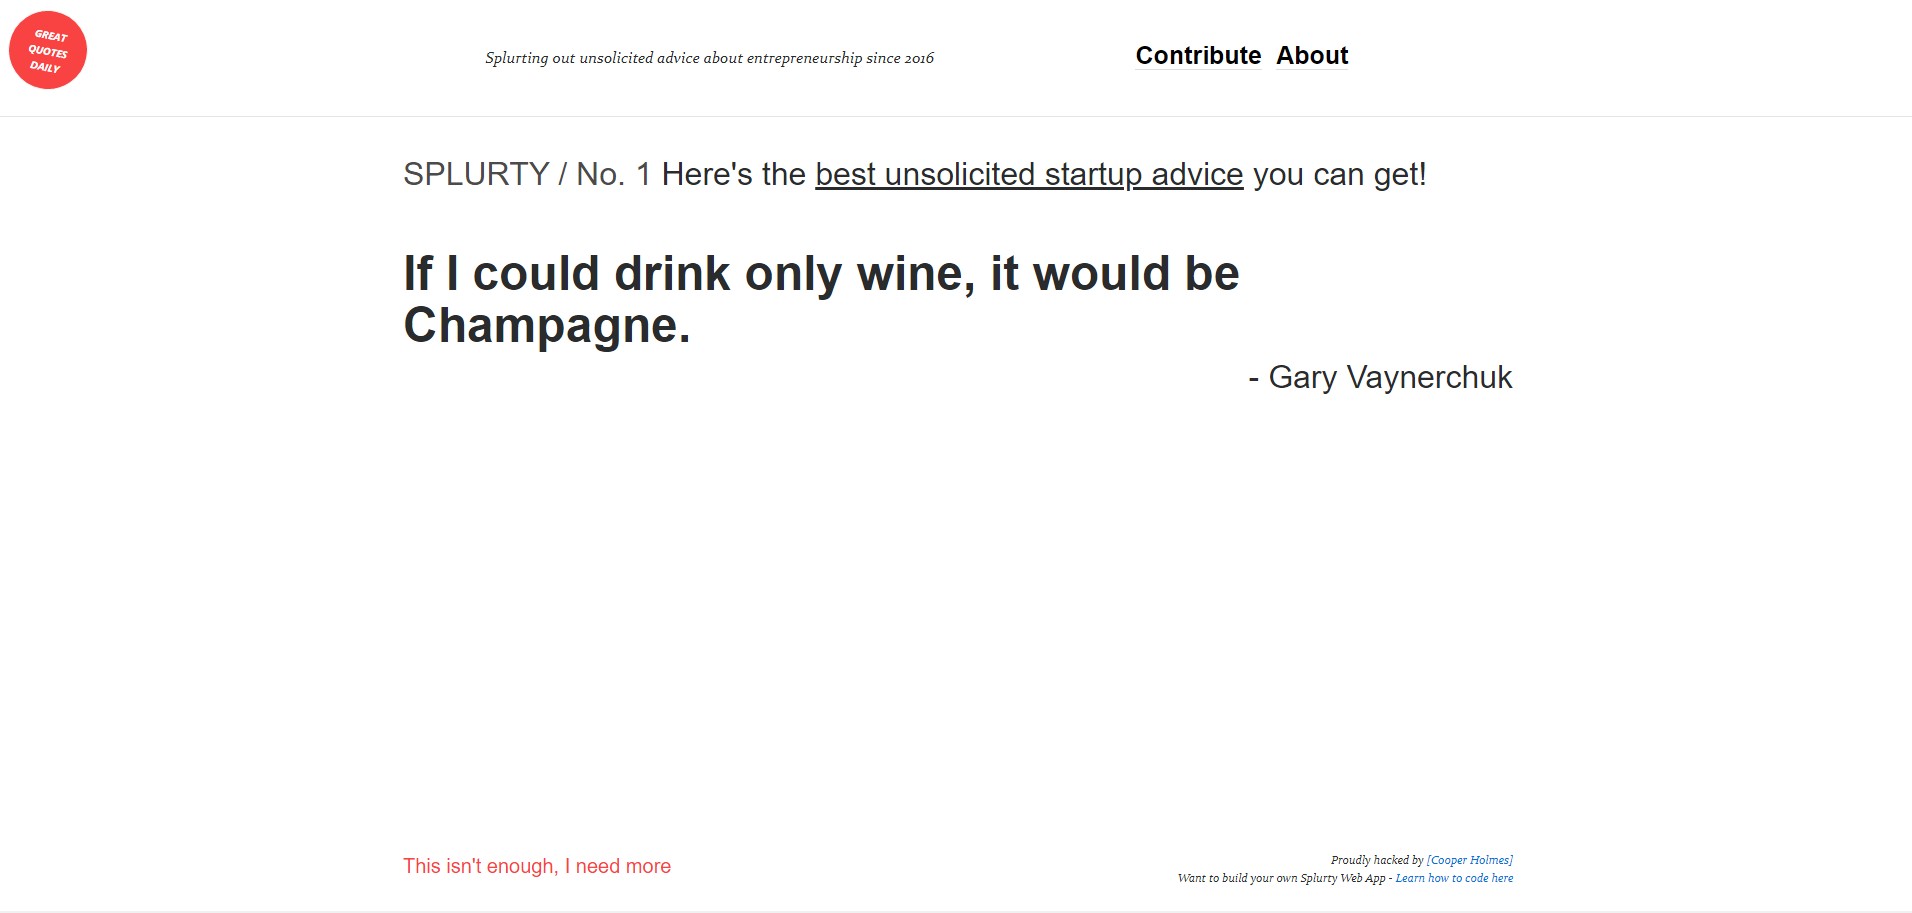 GREAT
QUOTES
DAILY
Splurting out unsolicited advice about entrepreneurship since 2016
Contribute About
SPLURTY / No. 1 Here's the best unsolicited startup advice you can get!
If I could drink only wine, it would be
Champagne.
- Gary Vaynerchuk
This isn't enough, I need more
Proudly hacked by [Cooper Holmes]
Want to build your own Splurty Web App - Learn how to code here